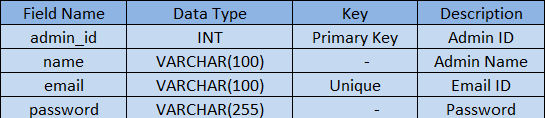 Field Name Data Type Key Description
admin_id INT Primary Key Admin ID
name VARCHAR(100) - Admin Name
email VARCHAR(100) Unique Email ID
password VARCHAR(255) - Password